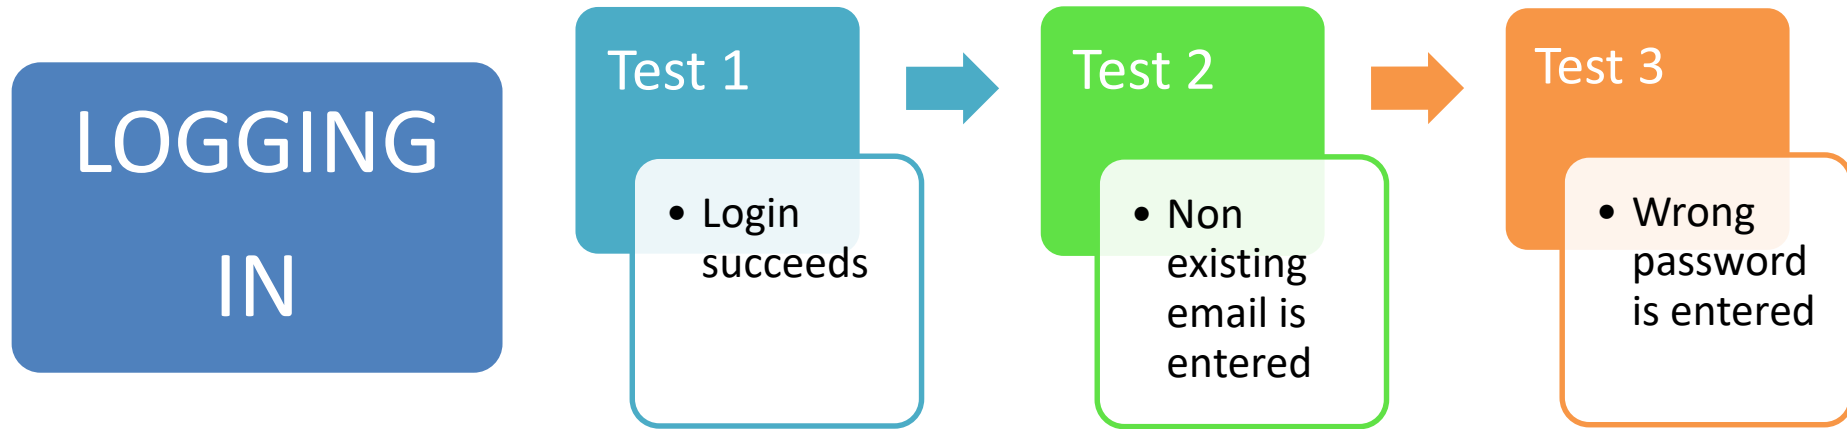 LOGGING
IN
Test 1
• Login
succeeds
Test 2
• Non
existing
email is
entered
Test 3
• Wrong
password
is entered